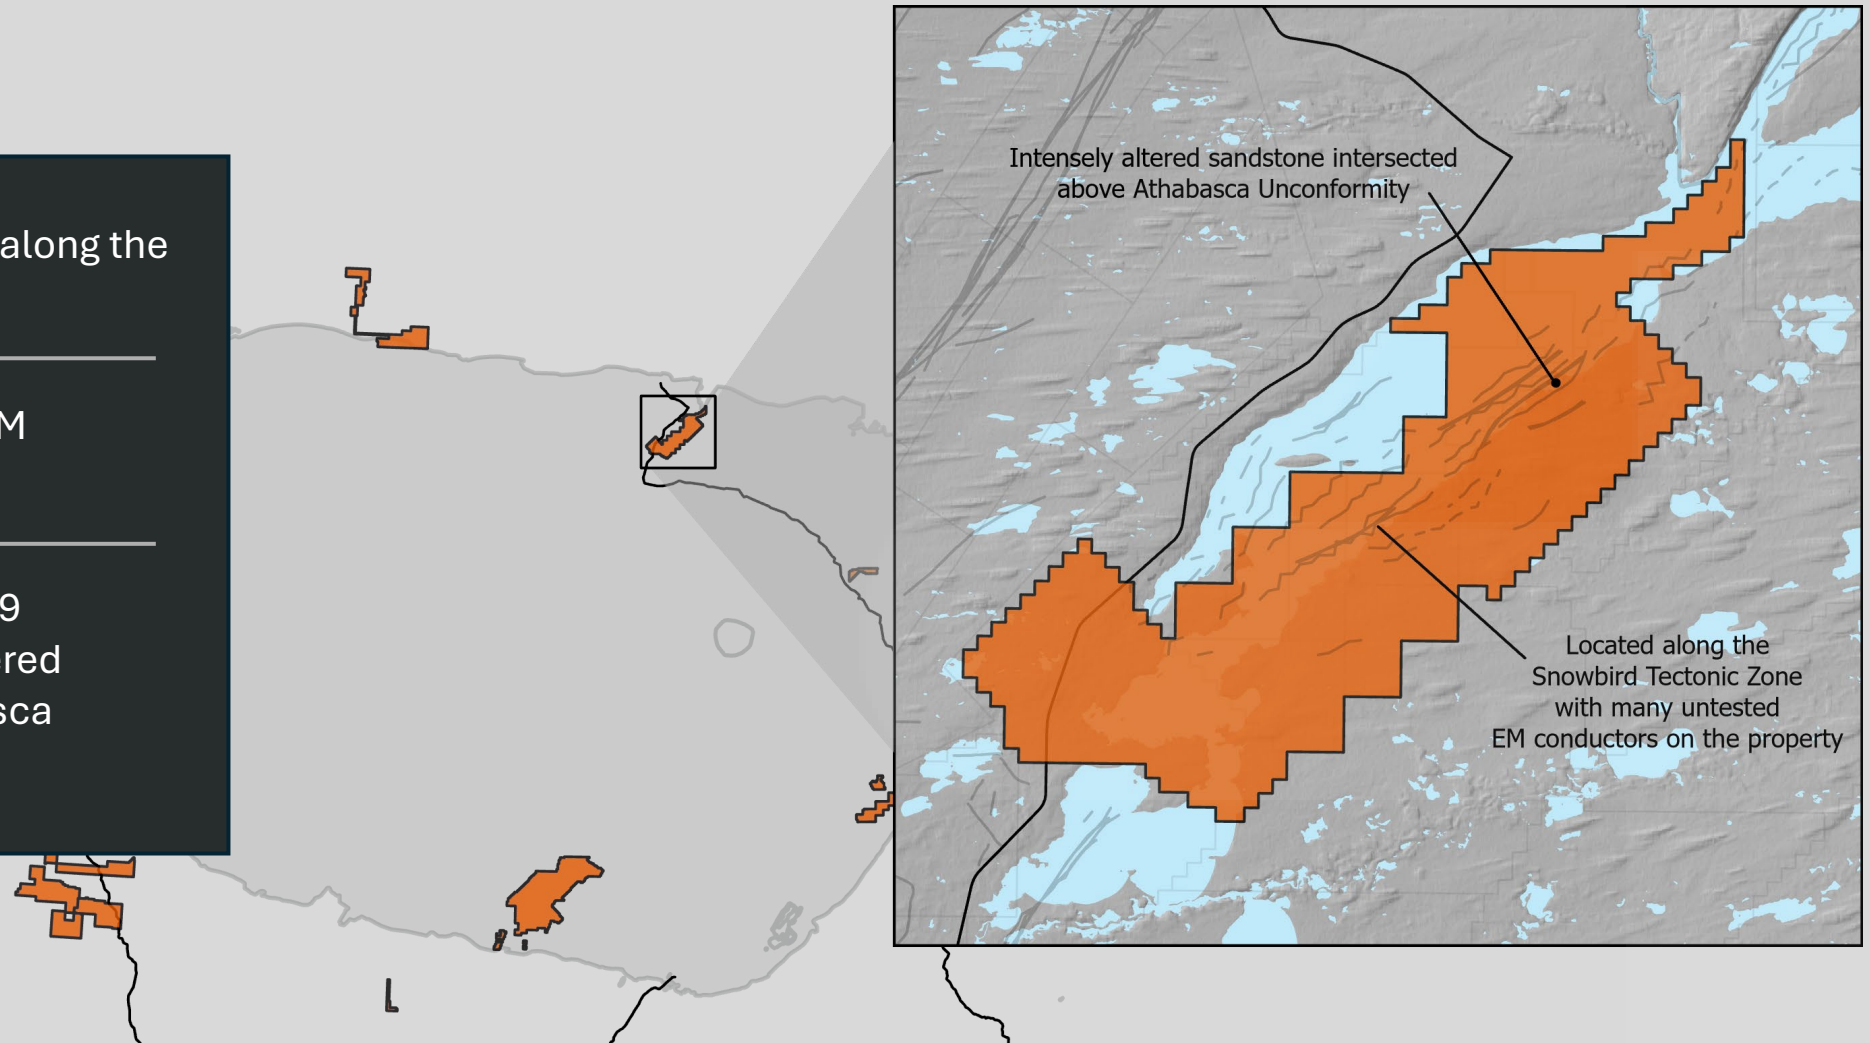 along the
M
9
ered
sca
Intensely altered sandstone intersected
above Athabasca Unconformity
Located along the
Snowbird Tectonic Zone
with many untested
EM conductors on the property